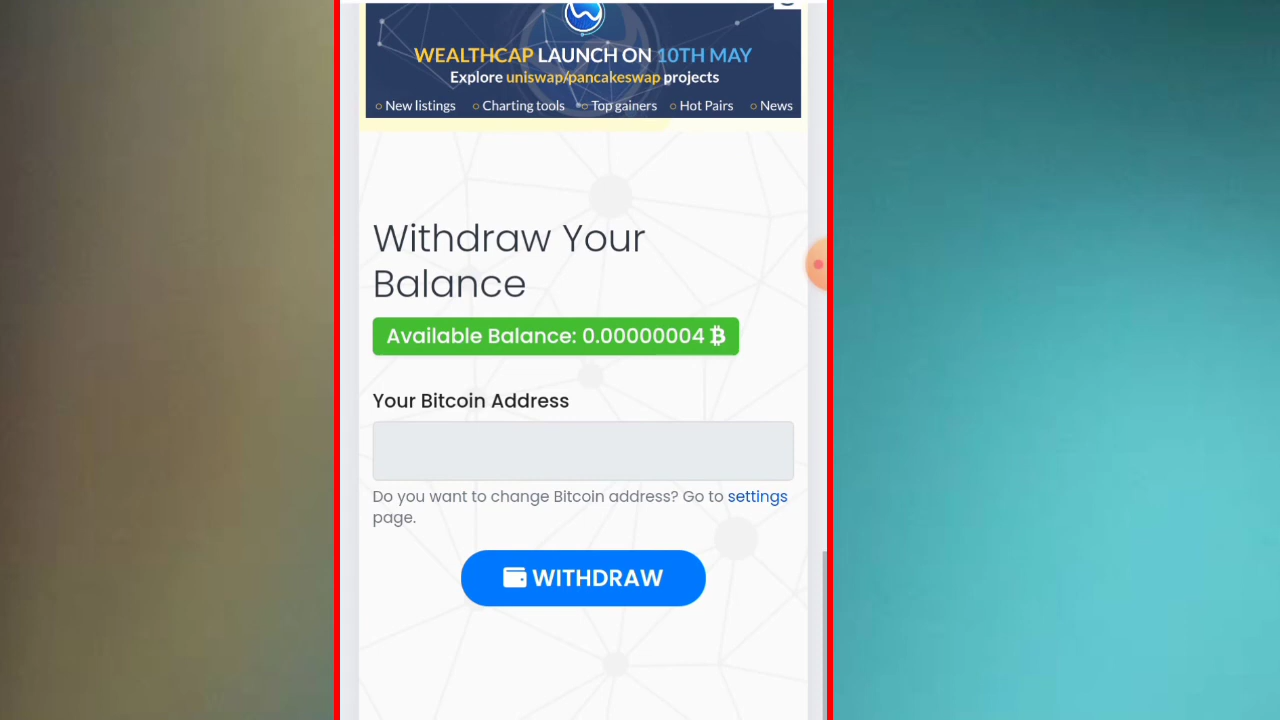 WEALTHCAP LAUNCH ON 10TH MAY
Explore uniswap/pancakeswap projects
New listings Charting tools Top gainers Hot Pairs News
Withdraw Your
Balance
Available Balance: 0.00000004 ₿
Your Bitcoin Address
Do you want to change Bitcoin address? Go to settings
page.
WITHDRAW